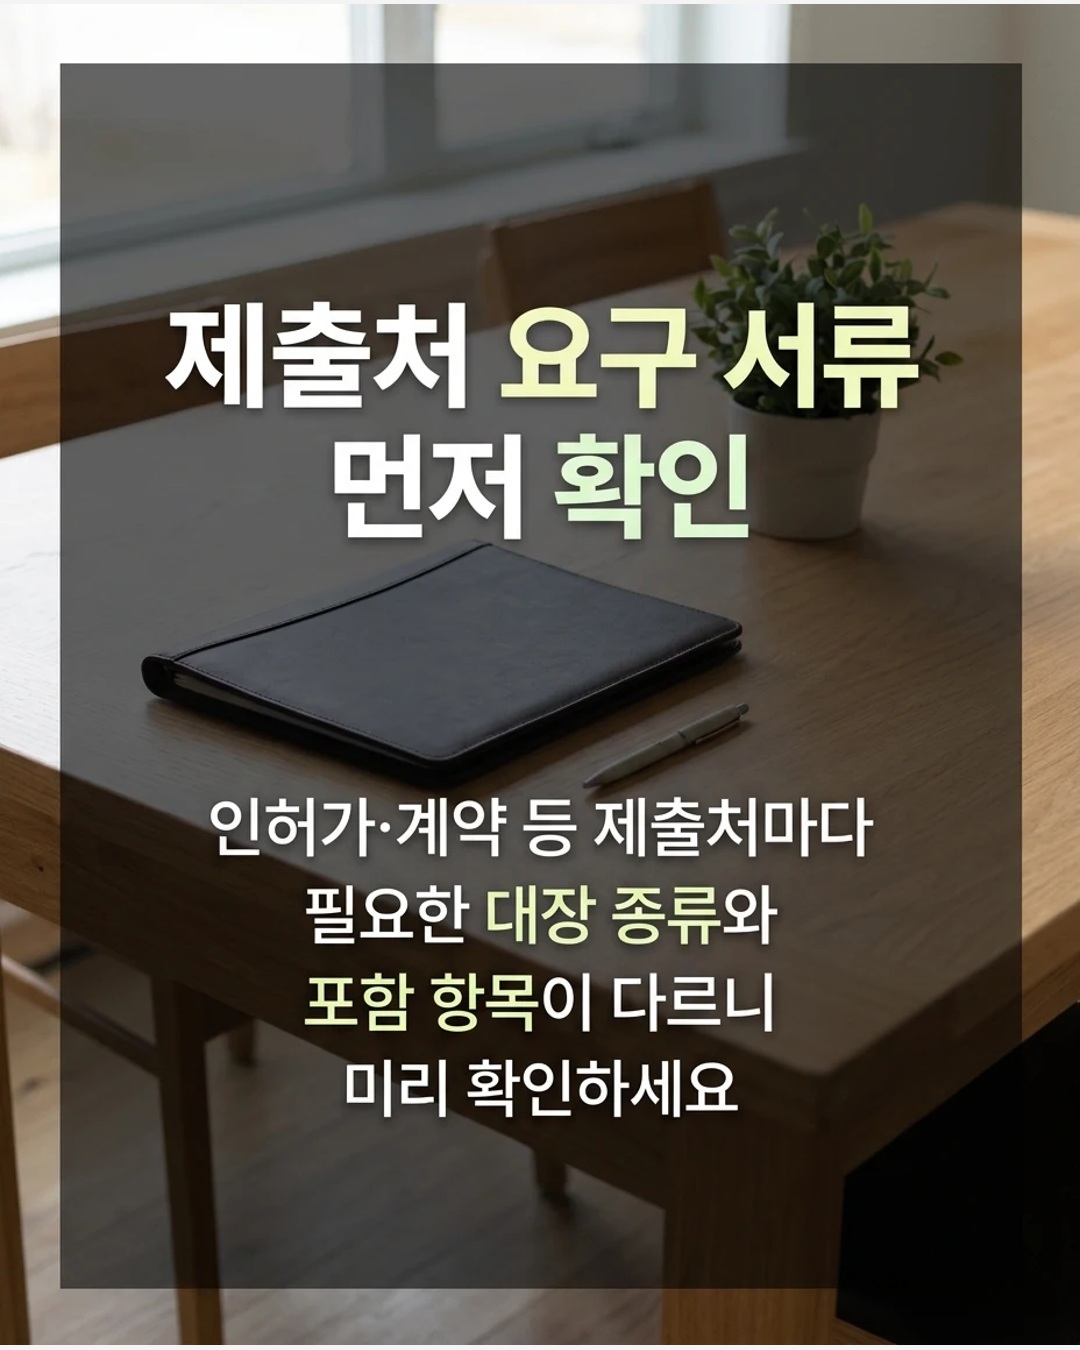 제출처 요구 서류
먼저 확인
인허가·계약 등 제출처마다
필요한 대장 종류와
포함 항목이 다르니
미리 확인하세요